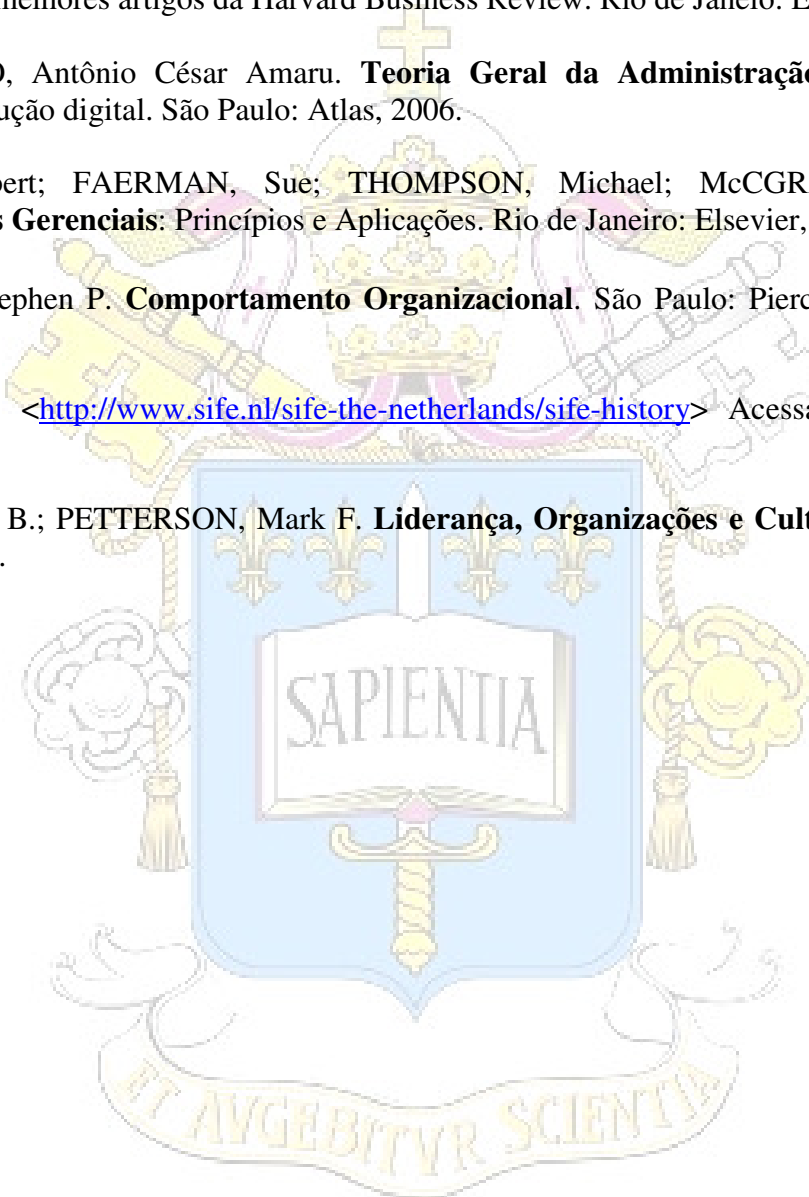 melhores artigos da Harvard Business Review. Rio de Janeio: E
, Antônio César Amaru. Teoria Geral da Administração
ução digital. São Paulo: Atlas, 2006.
bert; FAERMAN, Sue; THOMPSON, Michael; McCGR
s Gerenciais: Princípios e Aplicações. Rio de Janeiro: Elsevier,
ephen P. Comportamento Organizacional. São Paulo: Pierc
<http://www.sife.nl/sife-the-netherlands/sife-history> Acessa
B.; PETTERSON, Mark F. Liderança, Organizações e Cult
.
SAPIENTIA
ET AVGEBITVR SCIENTIA